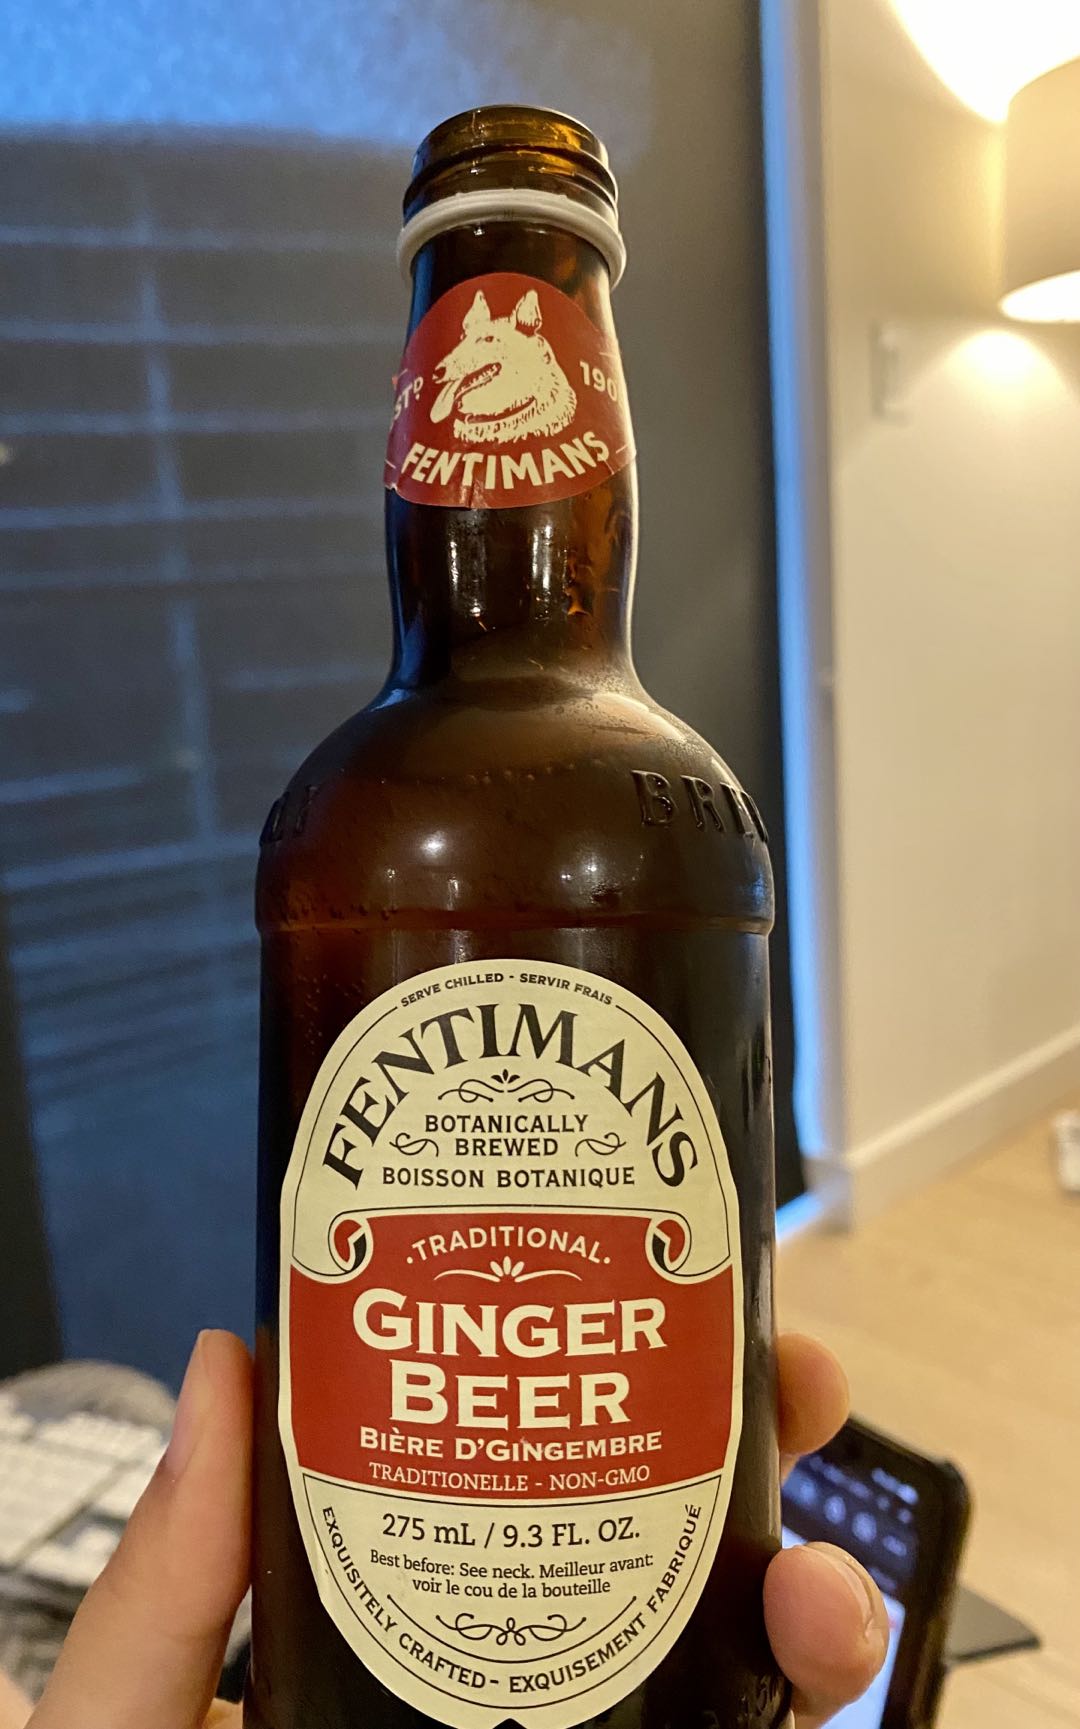 FENTIMANS
SERVE CHILLED - SERVIR FRAIS
FENTIMANS
BOTANICALLY
BREWED
BOISSON BOTANIQUE
·TRADITIONAL·
GINGER
BEER
BIÈRE D'GINGEMBRE
TRADITIONELLE - NON-GMO
275 mL / 9.3 FL. OZ.
Best before: See neck. Meilleur avant:
voir le cou de la bouteille
EXQUISITELY CRAFTED - EXQUISEMENT FABRIQUÉ